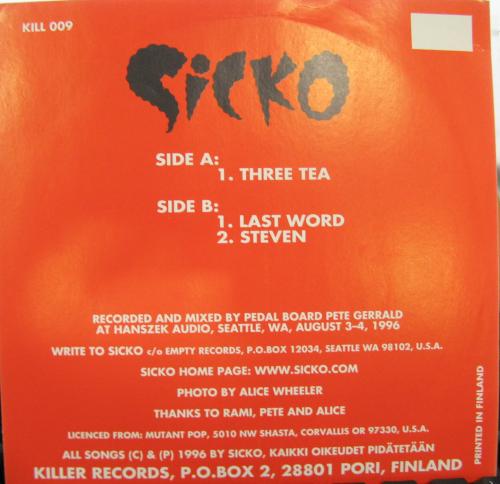 KILL 009
SICKO
SIDE A:
1. THREE TEA
SIDE B:
1. LAST WORD
2. STEVEN
RECORDED AND MIXED BY PEDAL BOARD PETE GERRALD
AT HANSZEK AUDIO, SEATTLE, WA, AUGUST 3-4, 1996
WRITE TO SICKO c/o EMPTY RECORDS, P.O.BOX 12034, SEATTLE WA 98102, U.S.A.
SICKO HOME PAGE: WWW.SICKO.COM
PHOTO BY ALICE WHEELER
THANKS TO RAMI, PETE AND ALICE
LICENCED FROM: MUTANT POP, 5010 NW SHASTA, CORVALLIS OR 97330, U.S.A.
ALL SONGS (C) & (P) 1996 BY SICKO, KAIKKI OIKEUDET PIDÄTETÄÄN
KILLER RECORDS, P.O.BOX 2, 28801 PORI, FINLAND
PRINTED IN FINLAND